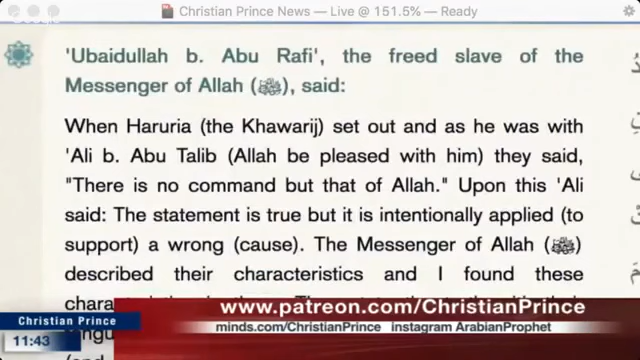 Christian Prince News — Live @ 151.5% — Ready
'Ubaidullah b. Abu Rafi', the freed slave of the
Messenger of Allah (ﷺ), said:
When Haruria (the Khawarij) set out and as he was with
'Ali b. Abu Talib (Allah be pleased with him) they said,
"There is no command but that of Allah." Upon this 'Ali
said: The statement is true but it is intentionally applied (to
support) a wrong (cause). The Messenger of Allah (ﷺ)
described their characteristics and I found these
www.patreon.com/ChristianPrince
Christian Prince
minds.com/ChristianPrince instagram ArabianProphet
11:43